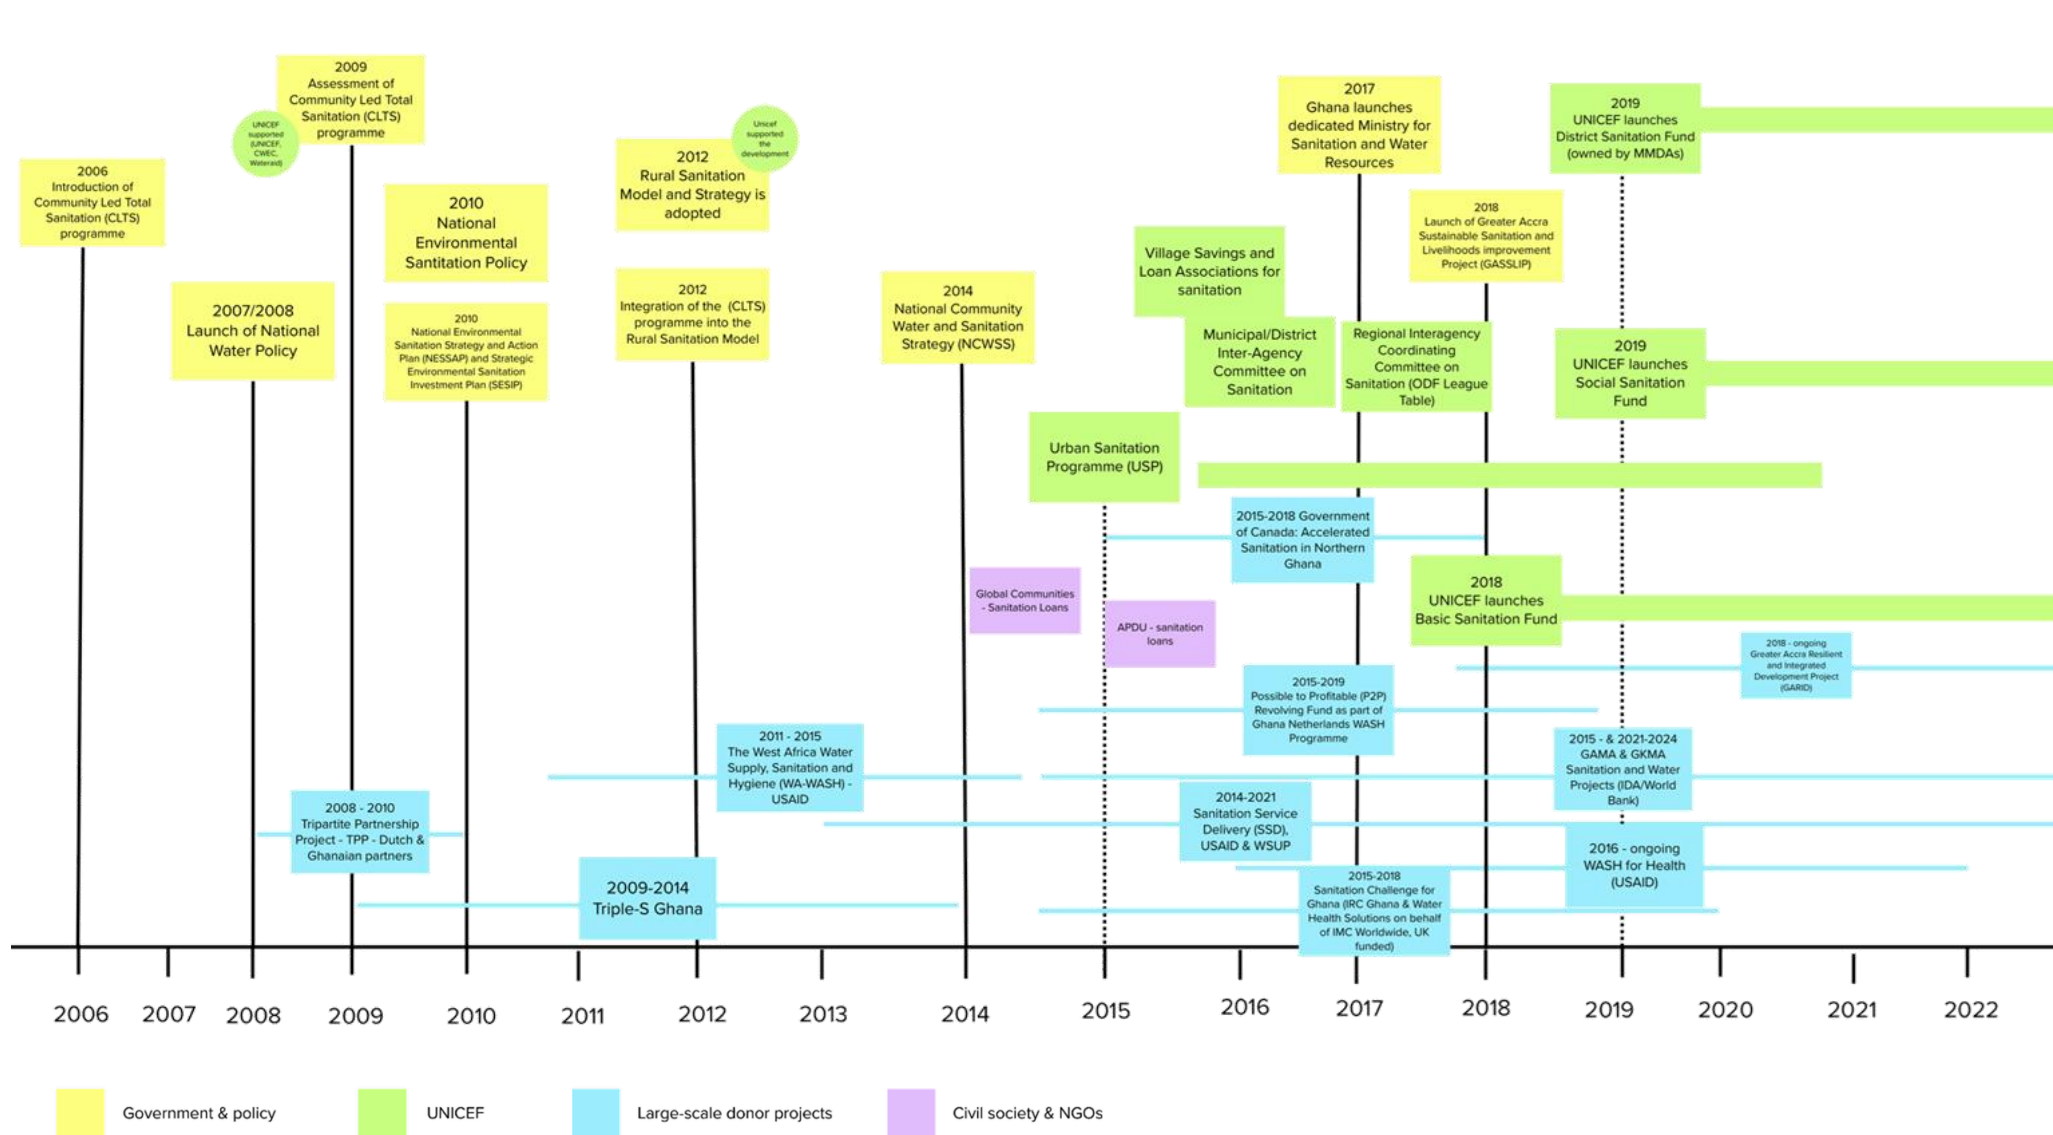 2006
Introduction of
Community Led Total
Sanitation (CLTS)
programme
2007/2008
Launch of National
Water Policy
UNICEF
supported
(UNICEF,
CWEC,
Wateraid)
2009
Assessment of
Community Led Total
Sanitation (CLTS)
programme
2010
National
Environmental
Santitation Policy
2010
National Environmental
Sanitation Strategy and Action
Plan (NESSAP) and Strategic
Environmental Sanitation
Investment Plan (SESIP)
2012
Rural Sanitation
Model and Strategy is
adopted
Unicef
supported
the
development
2012
Integration of the (CLTS)
programme into the
Rural Sanitation Model
2014
National Community
Water and Sanitation
Strategy (NCWSS)
2017
Ghana launches
dedicated Ministry for
Sanitation and Water
Resources
2018
Launch of Greater Accra
Sustainable Sanitation and
Livelihoods improvement
Project (GASSLIP)
2019
UNICEF launches
District Sanitation Fund
(owned by MMDAs)
Village Savings and
Loan Associations for
sanitation
Municipal/District
Inter-Agency
Committee on
Sanitation
Regional Interagency
Coordinating
Committee on
Sanitation (ODF League
Table)
2019
UNICEF launches
Social Sanitation
Fund
Urban Sanitation
Programme (USP)
2015-2018 Government
of Canada: Accelerated
Sanitation in Northern
Ghana
Global Communities
- Sanitation Loans
APDU - sanitation
loans
2018
UNICEF launches
Basic Sanitation Fund
2018 - ongoing
Greater Accra Resilient
and Integrated
Development Project
(GARID)
2015-2019
Possible to Profitable (P2P)
Revolving Fund as part of
Ghana Netherlands WASH
Programme
2011 - 2015
The West Africa Water
Supply, Sanitation and
Hygiene (WA-WASH) -
USAID
2015 - & 2021-2024
GAMA & GKMA
Sanitation and Water
Projects (IDA/World
Bank)
2008 - 2010
Tripartite Partnership
Project - TPP - Dutch &
Ghanaian partners
2014-2021
Sanitation Service
Delivery (SSD),
USAID & WSUP
2016 - ongoing
WASH for Health
(USAID)
2009-2014
Triple-S Ghana
2015-2018
Sanitation Challenge for
Ghana (IRC Ghana & Water
Health Solutions on behalf
of IMC Worldwide, UK
funded)
2006 2007 2008 2009 2010 2011 2012 2013 2014 2015 2016 2017 2018 2019 2020 2021 2022
Government & policy
UNICEF
Large-scale donor projects
Civil society & NGOs